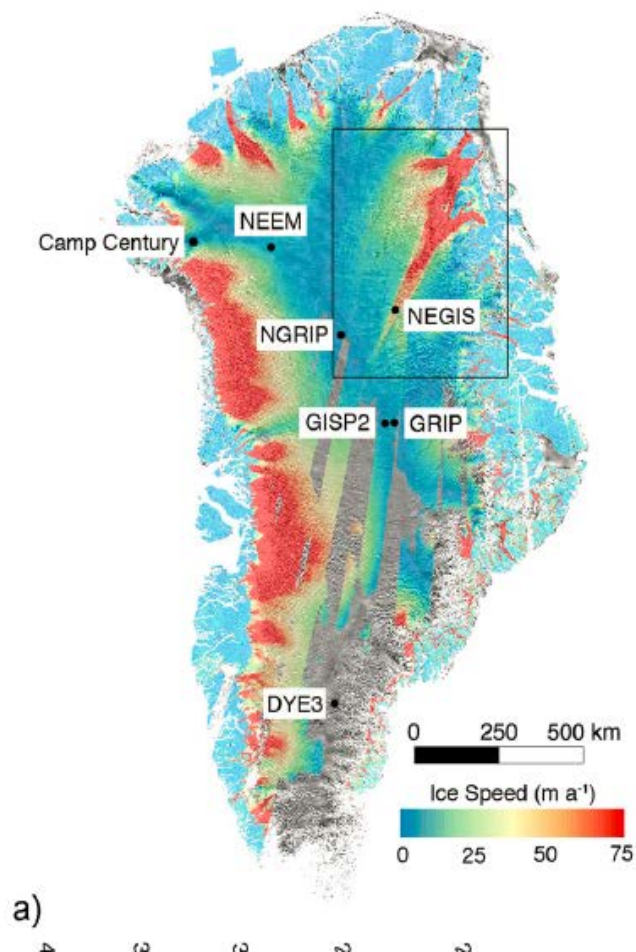 NEEM
Camp Century
NEGIS
NGRIP
GISP2
GRIP
DYE3
0 250 500 km
Ice Speed (m a⁻¹)
0 25 50 75
a)